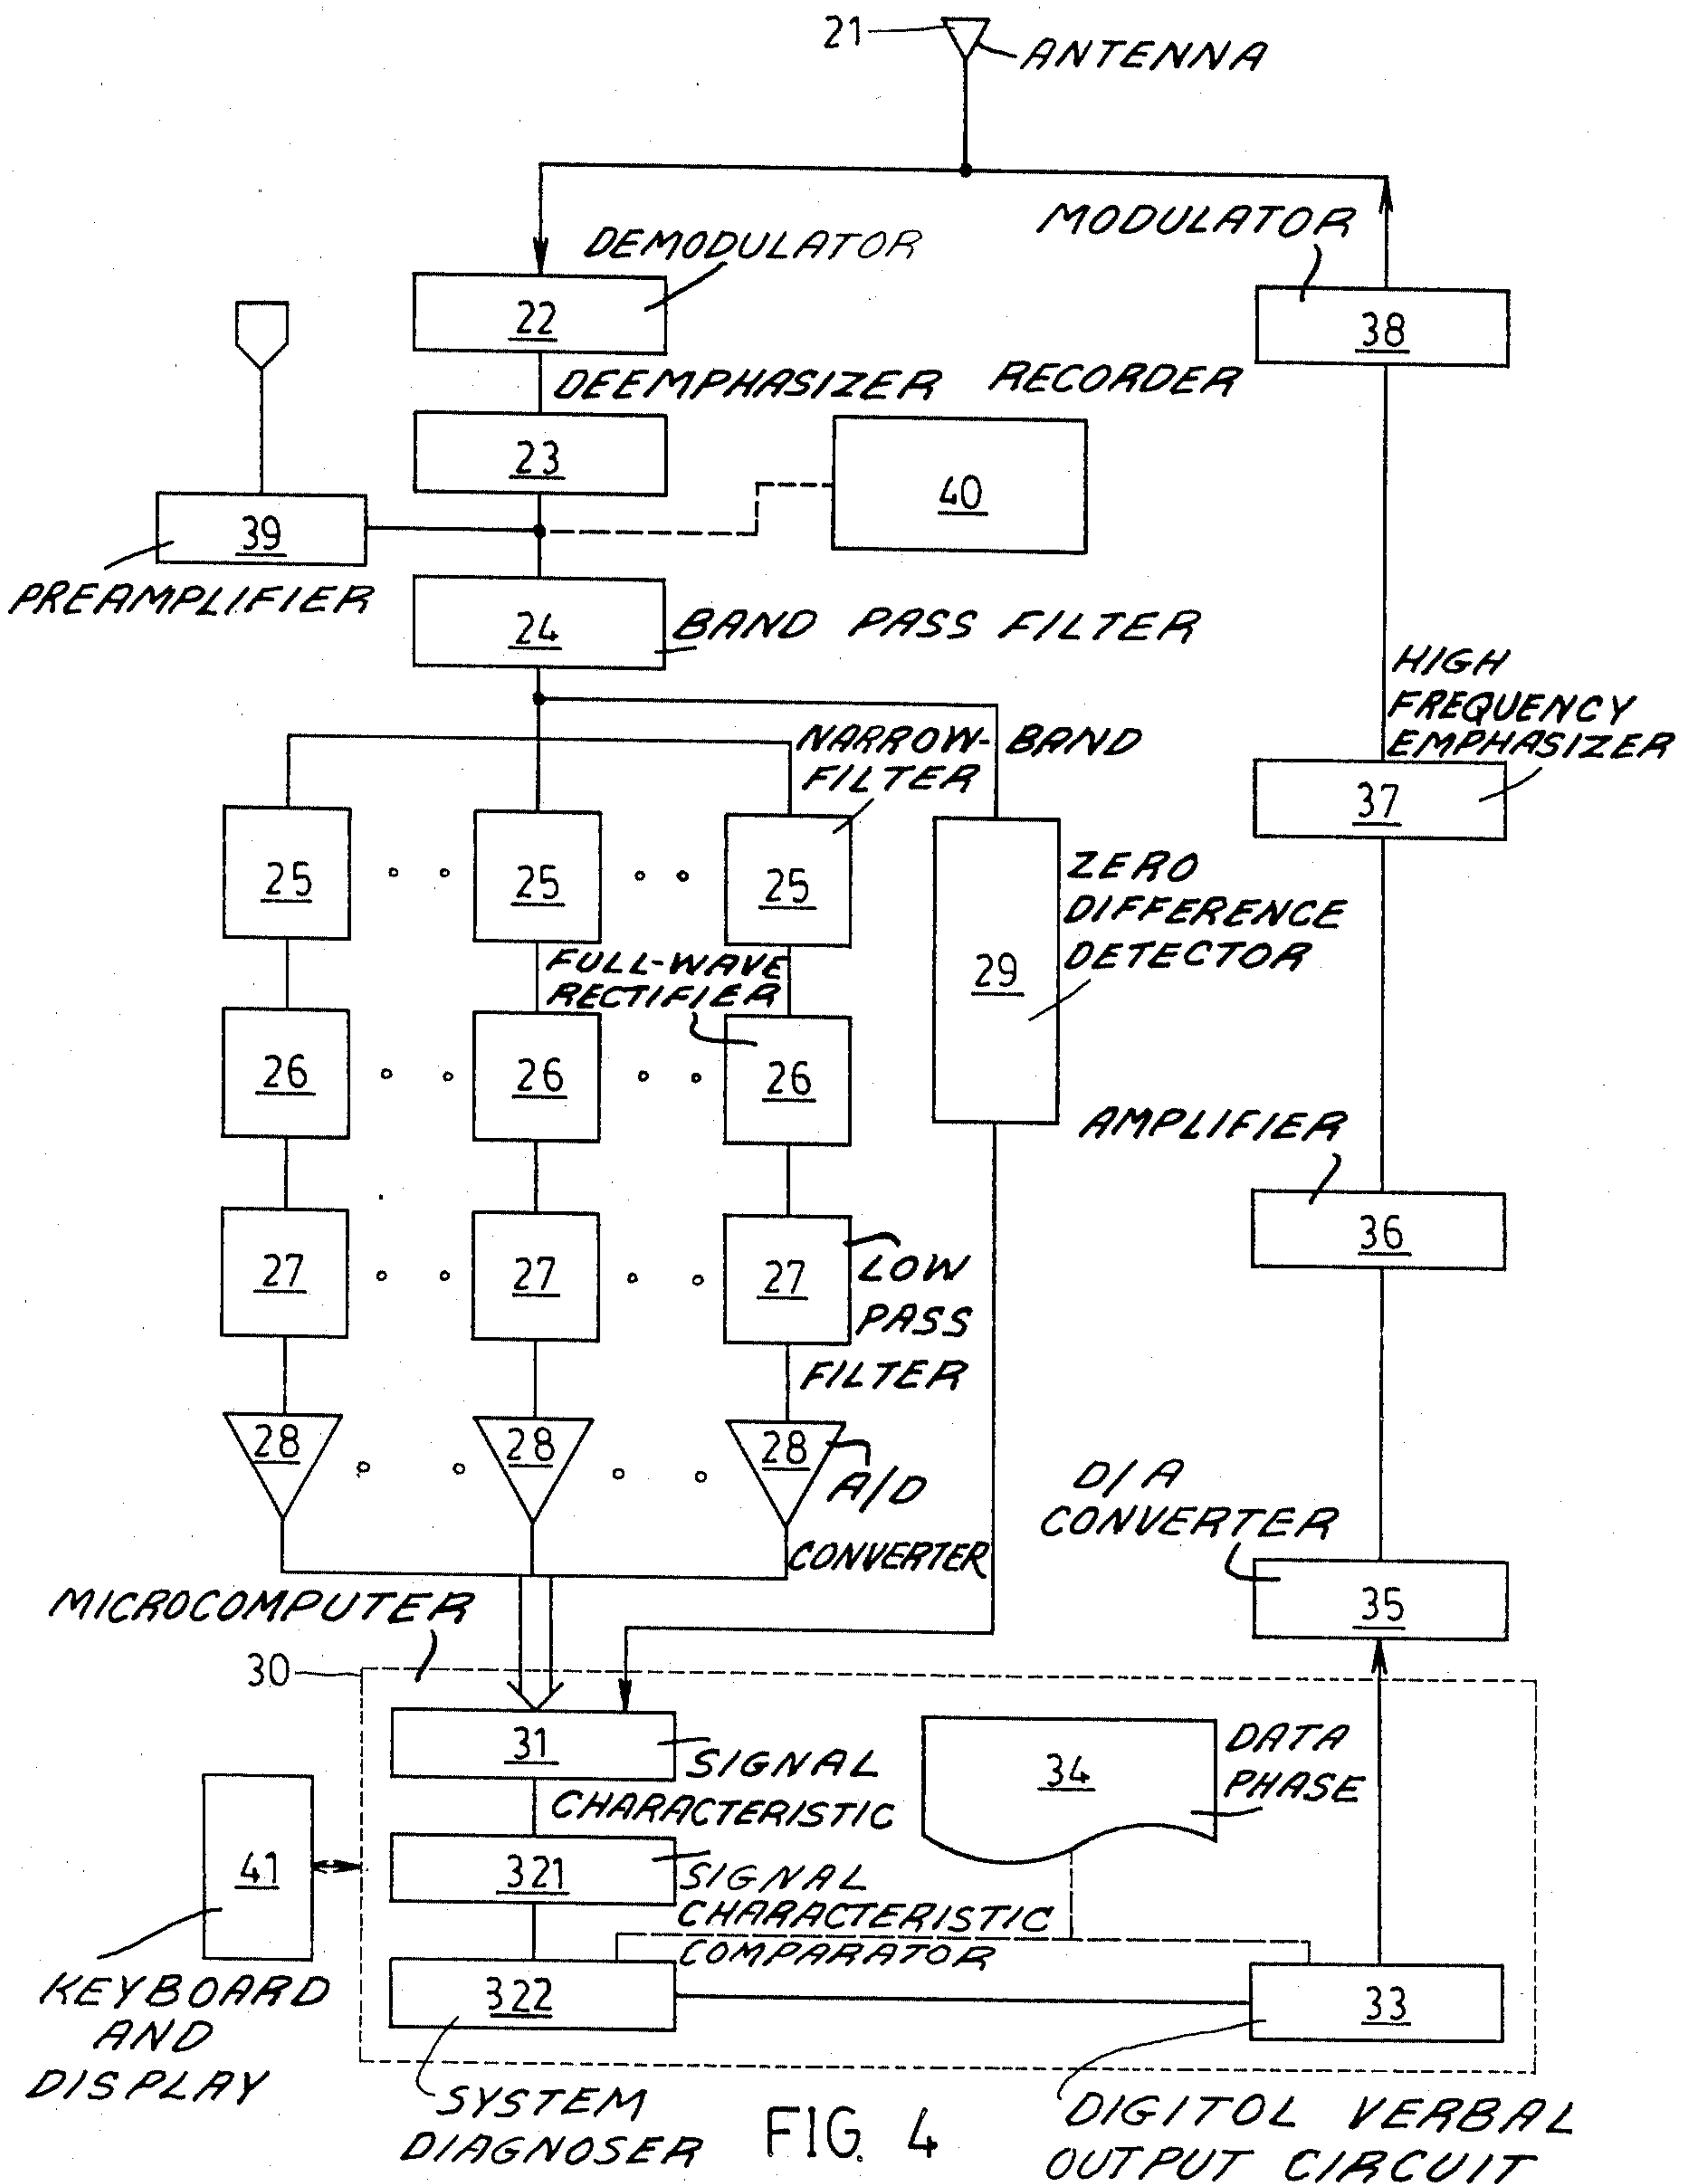 21
ANTENNA
MODULATOR
DEMODULATOR
22
38
DEEMPHASIZER
RECORDER
23
40
39
PREAMPLIFIER
24
BAND PASS FILTER
HIGH
FREQUENCY
EMPHASIZER
NARROW-BAND
FILTER
37
25
25
25
ZERO
DIFFERENCE
DETECTOR
29
FULL-WAVE
RECTIFIER
26
26
26
AMPLIFIER
36
27
27
27
LOW
PASS
FILTER
28
28
28
A/D
CONVERTER
D/A
CONVERTER
35
MICROCOMPUTER
30
31
SIGNAL
CHARACTERISTIC
34
DATA
PHASE
41
321
SIGNAL
CHARACTERISTIC
COMPARATOR
322
33
KEYBOARD
AND
DISPLAY
SYSTEM
DIAGNOSER
FIG. 4
DIGITOL VERBAL
OUTPUT CIRCUIT